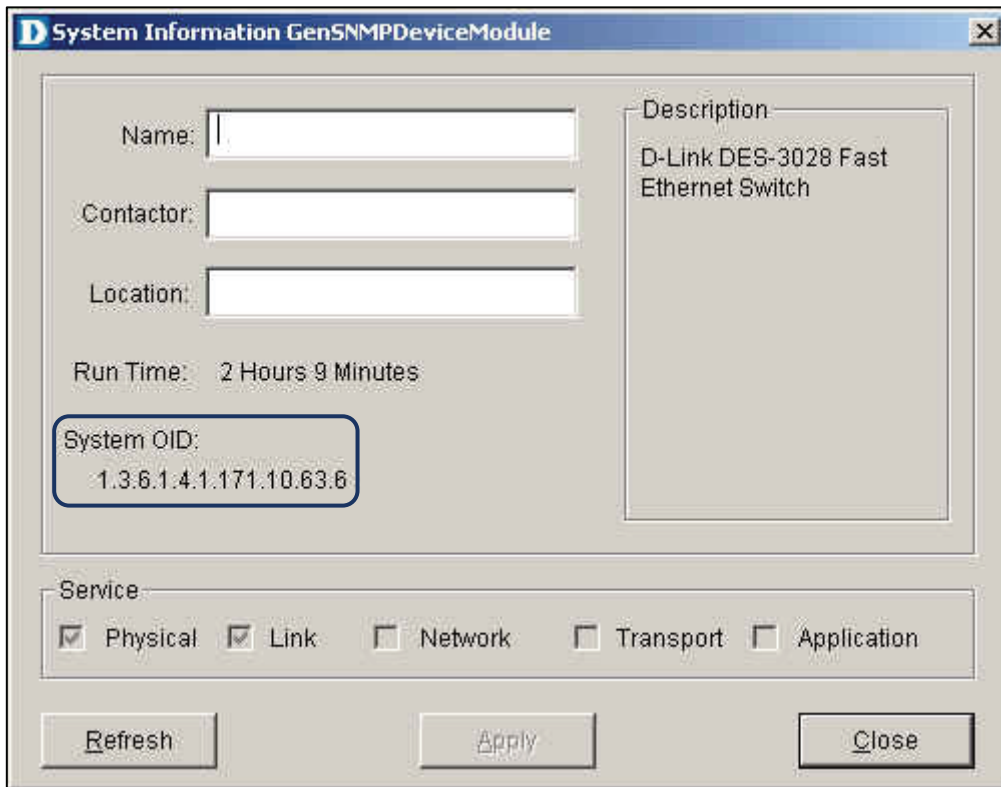 D System Information GenSNMPDeviceModule
Name:
Contactor:
Location:
Run Time: 2 Hours 9 Minutes
System OID:
1.3.6.1.4.1.171.10.63.6
Description
D-Link DES-3028 Fast
Ethernet Switch
Service
Physical Link Network Transport Application
Refresh Apply Close